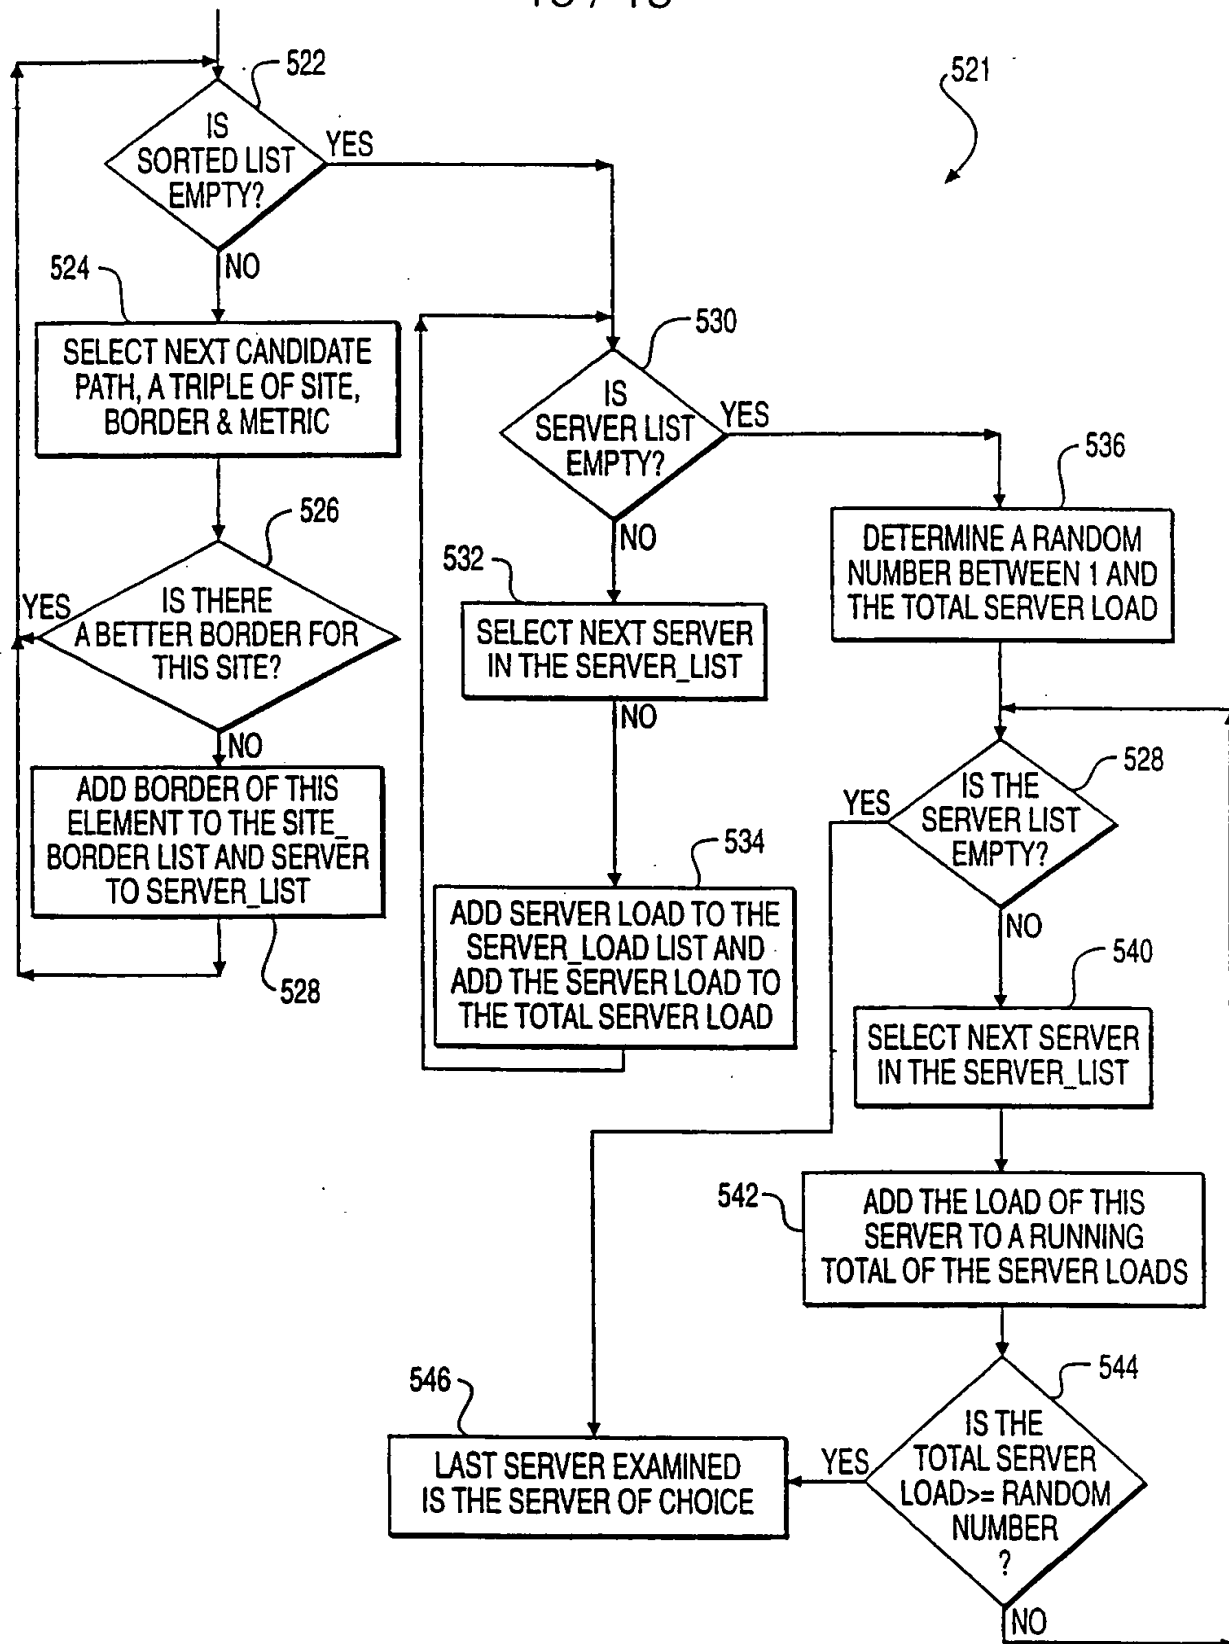 522
521
IS
SORTED LIST
EMPTY?
YES
NO
524
SELECT NEXT CANDIDATE
PATH, A TRIPLE OF SITE,
BORDER & METRIC
526
YES
IS THERE
A BETTER BORDER FOR
THIS SITE?
NO
ADD BORDER OF THIS
ELEMENT TO THE SITE_
BORDER LIST AND SERVER
TO SERVER_LIST
528
530
IS
SERVER LIST
EMPTY?
YES
NO
532
SELECT NEXT SERVER
IN THE SERVER_LIST
NO
534
ADD SERVER LOAD TO THE
SERVER_LOAD LIST AND
ADD THE SERVER LOAD TO
THE TOTAL SERVER LOAD
536
DETERMINE A RANDOM
NUMBER BETWEEN 1 AND
THE TOTAL SERVER LOAD
528
YES
IS THE
SERVER LIST
EMPTY?
NO
540
SELECT NEXT SERVER
IN THE SERVER_LIST
542
ADD THE LOAD OF THIS
SERVER TO A RUNNING
TOTAL OF THE SERVER LOADS
544
IS THE
TOTAL SERVER
LOAD>= RANDOM
NUMBER
?
YES
NO
546
LAST SERVER EXAMINED
IS THE SERVER OF CHOICE